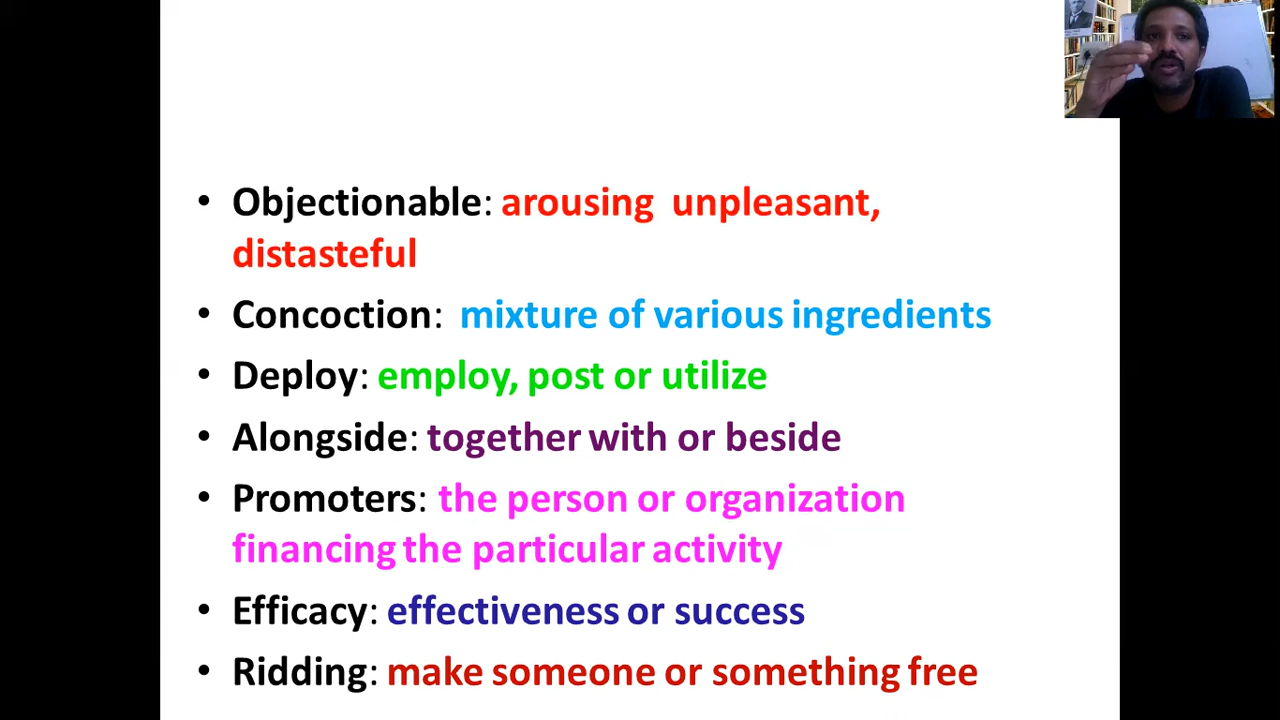 • Objectionable: arousing unpleasant,
distasteful
• Concoction: mixture of various ingredients
• Deploy: employ, post or utilize
• Alongside: together with or beside
• Promoters: the person or organization
financing the particular activity
• Efficacy: effectiveness or success
• Ridding: make someone or something free